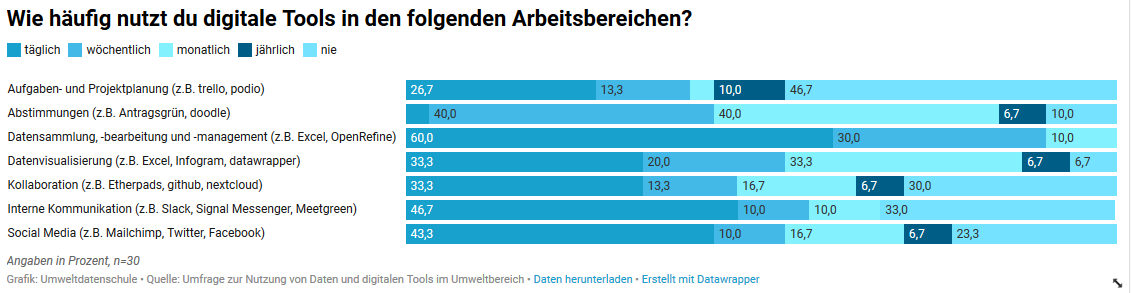 Wie häufig nutzt du digitale Tools in den folgenden Arbeitsbereichen?
täglich wöchentlich monatlich jährlich nie
Aufgaben- und Projektplanung (z.B. trello, podio) 26,7 13,3 10,0 46,7
Abstimmungen (z.B. Antragsgrün, doodle) 40,0 40,0 6,7 10,0
Datensammlung, -bearbeitung und -management (z.B. Excel, OpenRefine) 60,0 30,0 10,0
Datenvisualisierung (z.B. Excel, Infogram, datawrapper) 33,3 20,0 33,3 6,7 6,7
Kollaboration (z.B. Etherpads, github, nextcloud) 33,3 13,3 16,7 6,7 30,0
Interne Kommunikation (z.B. Slack, Signal Messenger, Meetgreen) 46,7 10,0 10,0 33,0
Social Media (z.B. Mailchimp, Twitter, Facebook) 43,3 10,0 16,7 6,7 23,3
Angaben in Prozent, n=30
Grafik: Umweltdatenschule • Quelle: Umfrage zur Nutzung von Daten und digitalen Tools im Umweltbereich • Daten herunterladen • Erstellt mit Datawrapper